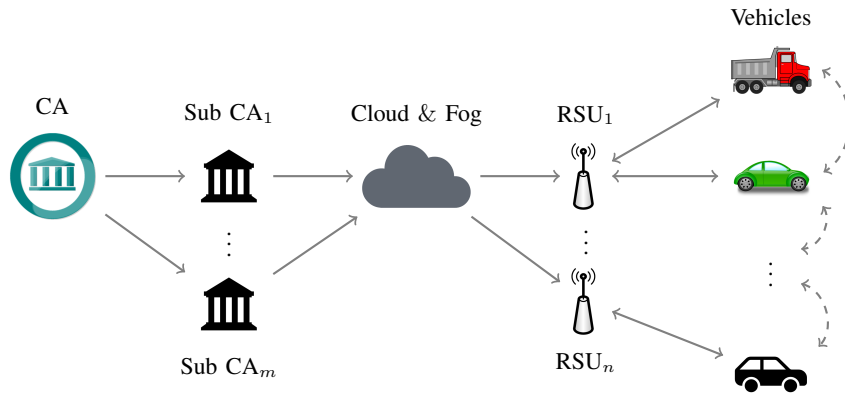 Vehicles
CA
Sub CA₁
Cloud & Fog
RSU₁
Sub CAₘ
RSUₙ